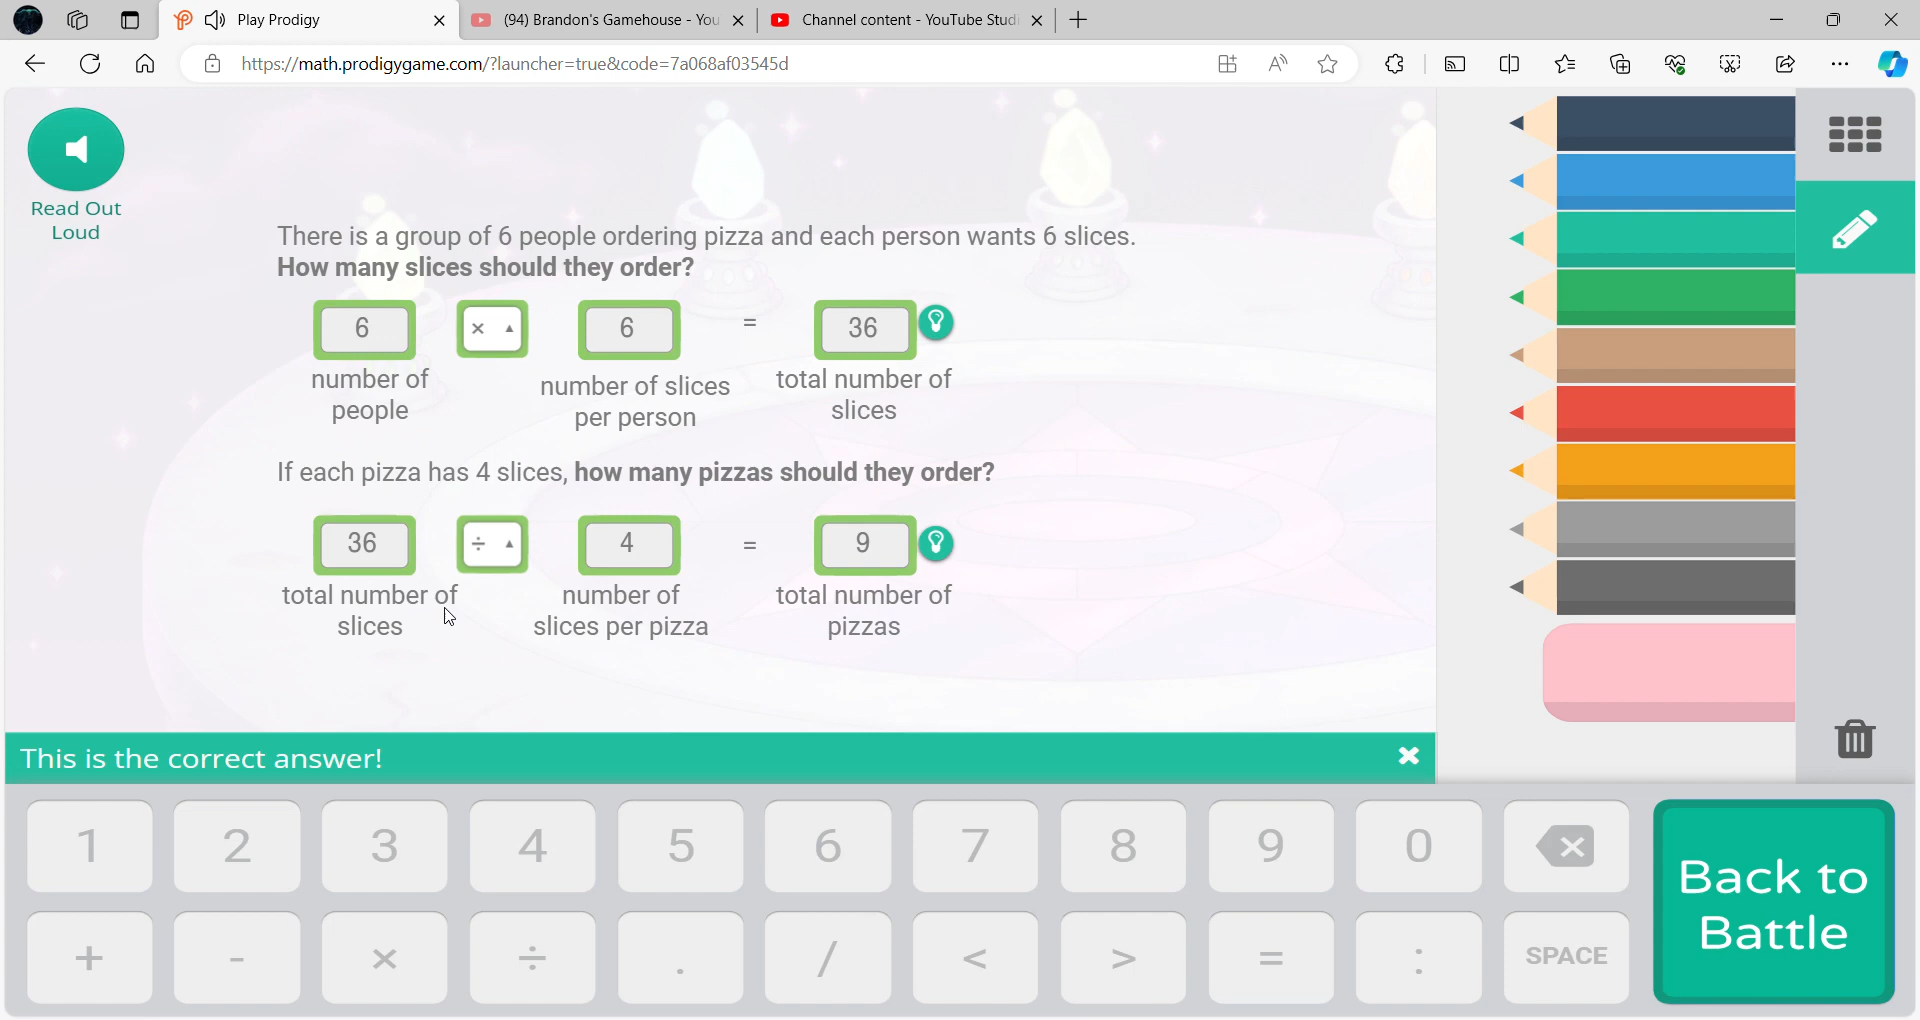 Play Prodigy
(94) Brandon's Gamehouse - You
Channel content - YouTube Studi
https://math.prodigygame.com/?launcher=true&code=7a068af03545d
Read Out
Loud
There is a group of 6 people ordering pizza and each person wants 6 slices.
How many slices should they order?
6 × 6 = 36
number of people
number of slices per person
total number of slices
If each pizza has 4 slices, how many pizzas should they order?
36 ÷ 4 = 9
total number of slices
number of slices per pizza
total number of pizzas
This is the correct answer!
1 2 3 4 5 6 7 8 9 0
+ - × ÷ . / < > = : SPACE
Back to
Battle